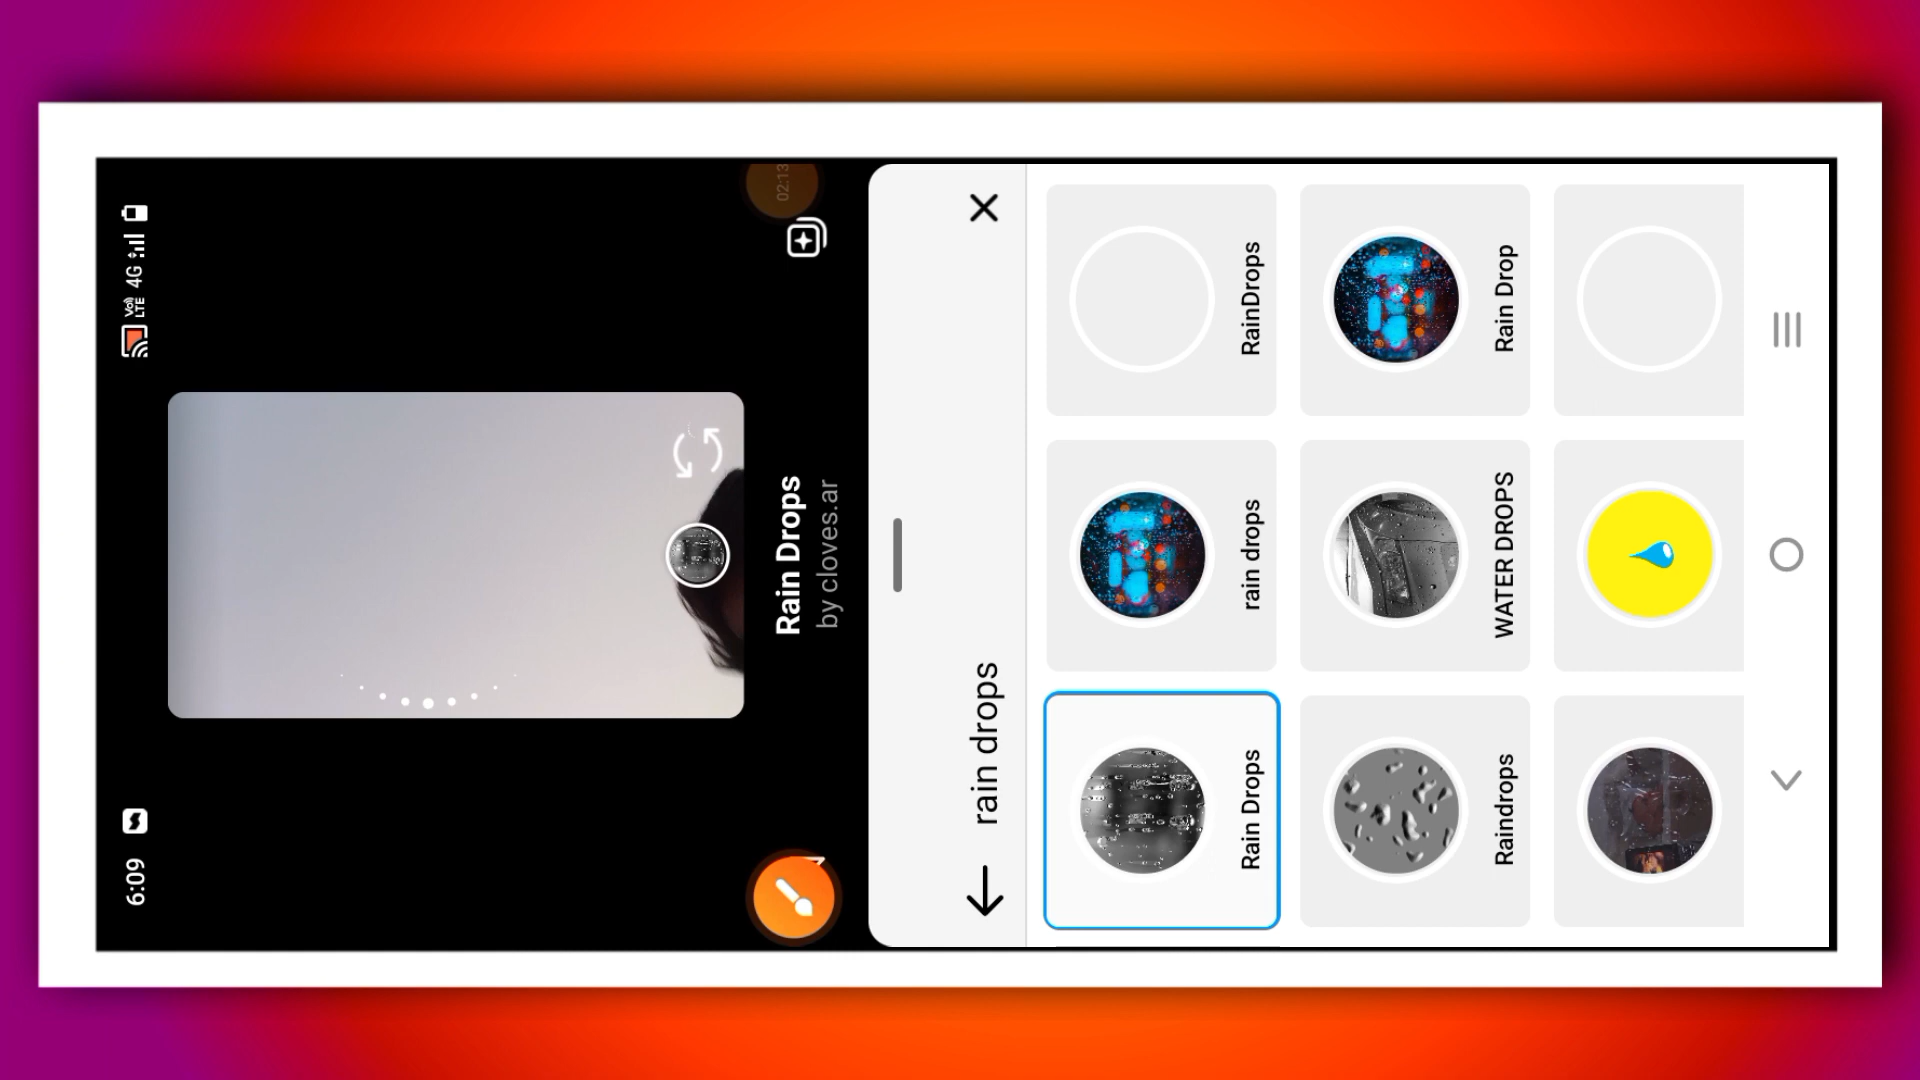 6:09
Vo)) LTE 4G
02:13
Rain Drops
by cloves.ar
rain drops
Rain Drops
rain drops
RainDrops
Raindrops
WATER DROPS
Rain Drop